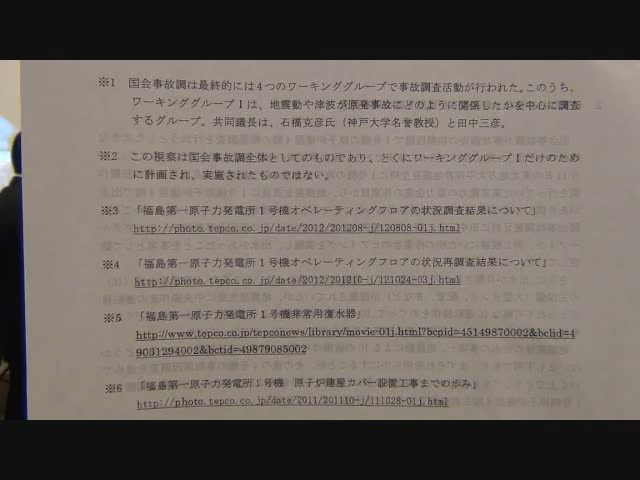 ※1 国会事故調は最終的には4つのワーキンググループで事故調査活動が行われた。このうち、
ワーキンググループⅠは、地震動や津波が原発事故にどのように関係したかを中心に調査
するグループ。共同議長は、石橋克彦氏（神戸大学名誉教授）と田中三彦。
※2 この視察は国会事故調全体としてのものであり、とくにワーキンググループⅠだけのため
に計画され、実施されたものではない。
※3 「福島第一原子力発電所1号機オペレーティングフロアの状況調査結果について」
http://photo.tepco.co.jp/date/2012/201208-j/120808-01j.html
※4 「福島第一原子力発電所1号機オペレーティングフロアの状況再調査結果について」
http://photo.tepco.co.jp/date/2012/201210-j/121024-03j.html
※5 「福島第一原子力発電所1号機非常用復水器」
http://www.tepco.co.jp/tepconews/library/movie-01j.html?bcpid=45149870002&bclid=4
9031294002&bctid=49879085002
※6 「福島第一原子力発電所1号機 原子炉建屋カバー設置工事までの歩み」
http://photo.tepco.co.jp/date/2011/201110-j/111028-01j.html